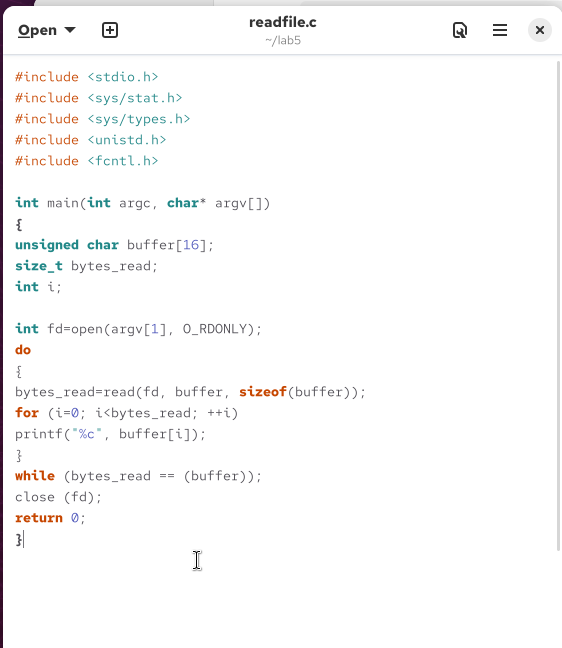 Open
readfile.c
~/lab5
#include <stdio.h>
#include <sys/stat.h>
#include <sys/types.h>
#include <unistd.h>
#include <fcntl.h>
int main(int argc, char* argv[])
{
unsigned char buffer[16];
size_t bytes_read;
int i;
int fd=open(argv[1], O_RDONLY);
do
{
bytes_read=read(fd, buffer, sizeof(buffer));
for (i=0; i<bytes_read; ++i)
printf("%c", buffer[i]);
}
while (bytes_read == (buffer));
close (fd);
return 0;
}